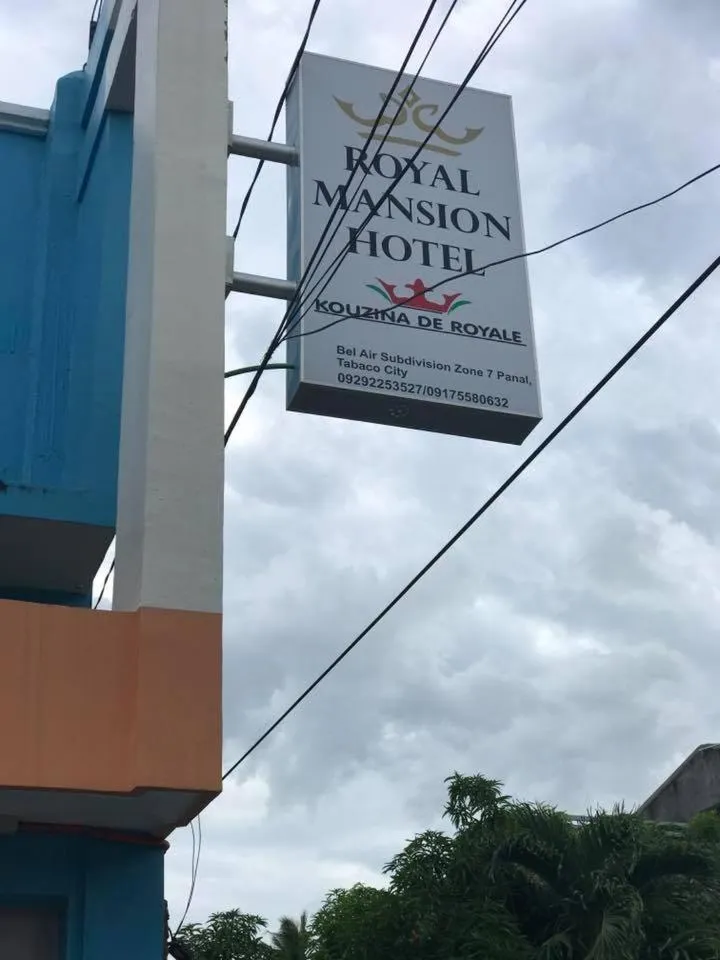 ROYAL
MANSION
HOTEL
KOUZINA DE ROYALE
Bel Air Subdivision Zone 7 Panal,
Tabaco City
09292253527/09175580632